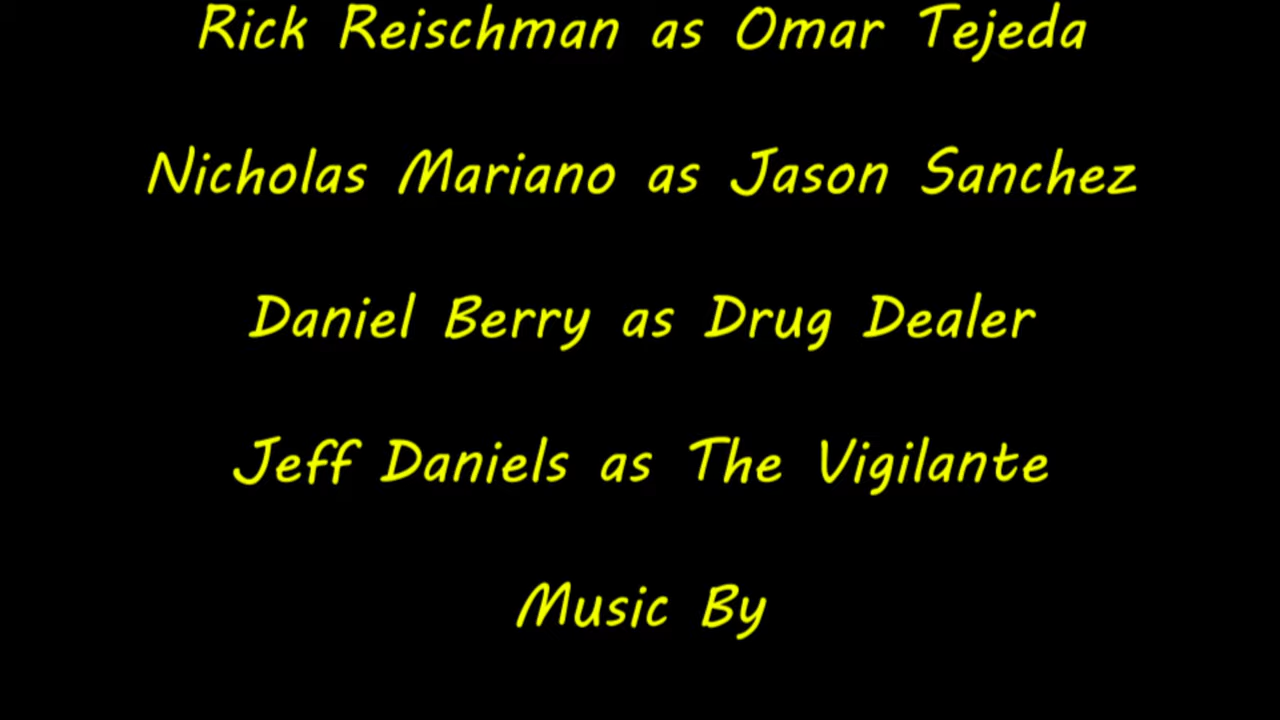 Rick Reischman as Omar Tejeda
Nicholas Mariano as Jason Sanchez
Daniel Berry as Drug Dealer
Jeff Daniels as The Vigilante
Music By